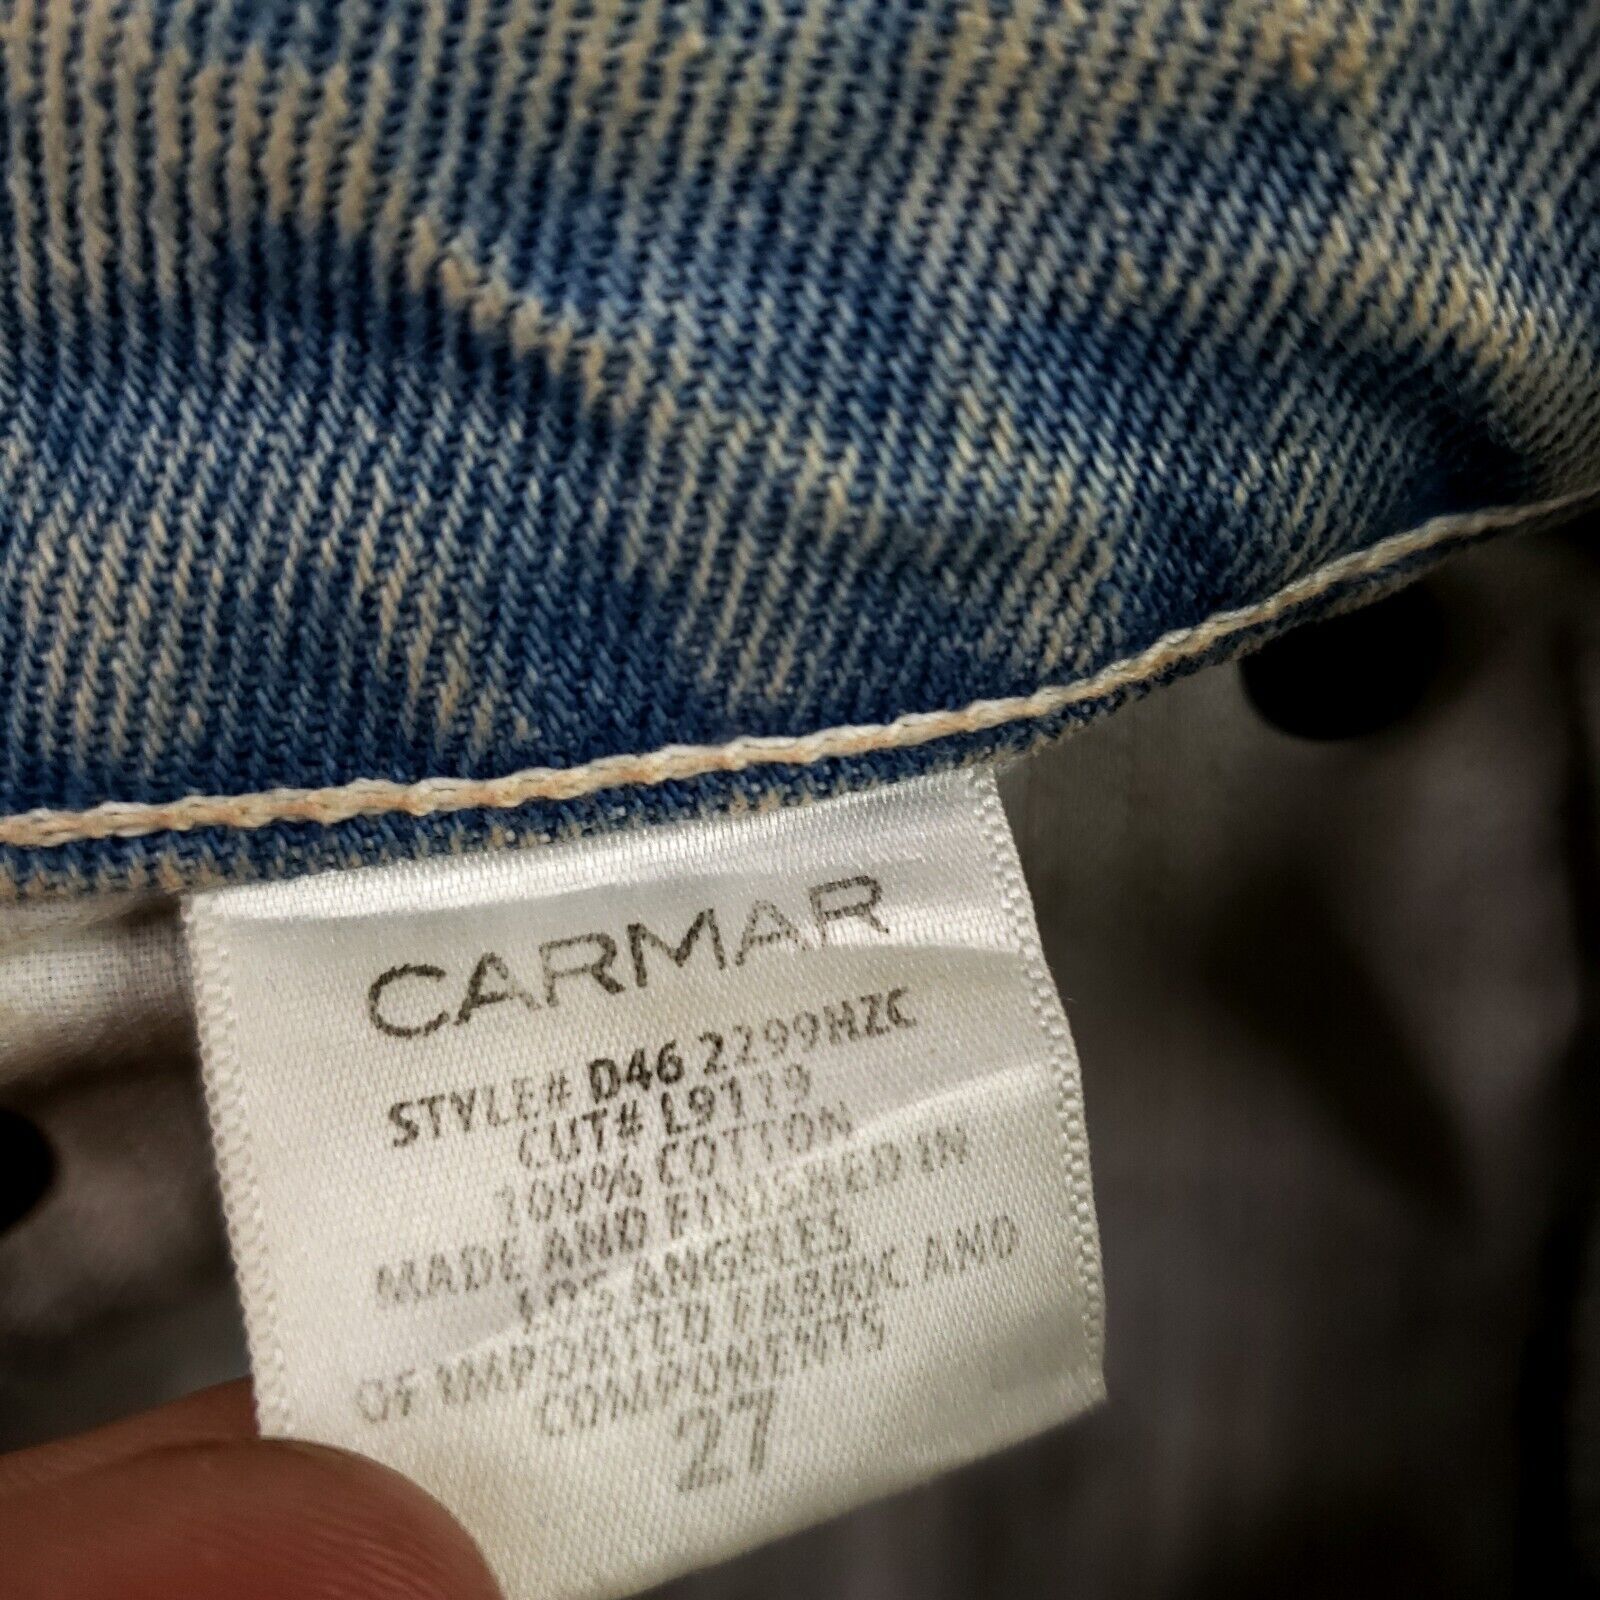 CARMAR
STYLE# D46 2299HZC
CUT# L9119
100% COTTON
MADE AND FINISHED IN
LOS ANGELES
OF IMPORTED FABRIC AND
COMPONENTS
27